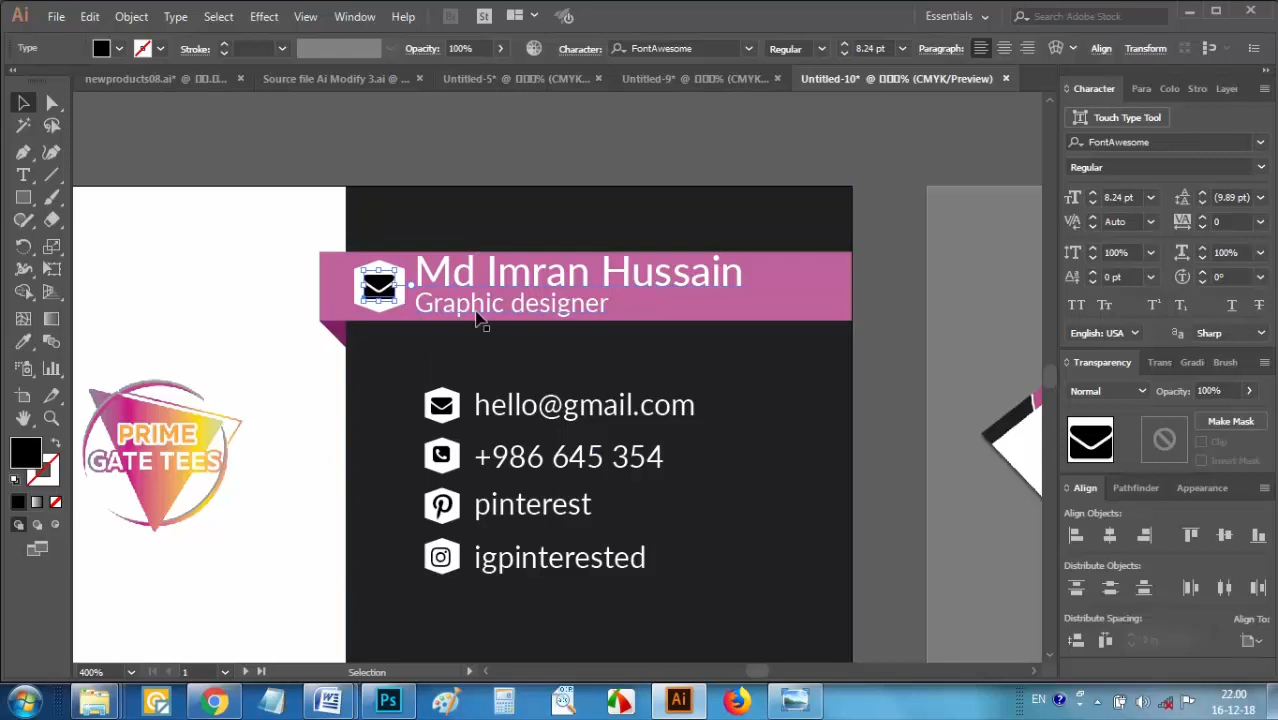 Ai File Edit Object Type Select Effect View Window Help Br St Essentials Search Adobe Stock
Type Stroke: Opacity: 100% Character: FontAwesome Regular 8.24 pt Paragraph: Align Transform
newproducts08.ai* @ Source file Ai Modify 3.ai @ ... Untitled-5* @ (CMYK... Untitled-9* @ (CMYK... Untitled-10* @ (CMYK/Preview)
Character Para Colo Stro Layer
Touch Type Tool
FontAwesome
Regular
8.24 pt (9.89 pt)
Auto 0
100% 100%
0 pt 0°
English: USA Sharp
Transparency Trans Gradi Brush
Normal Opacity: 100%
Make Mask
Clip
Invert Mask
Align Pathfinder Appearance
Align Objects:
Distribute Objects:
Distribute Spacing: Align To:
Md Imran Hussain
Graphic designer
hello@gmail.com
+986 645 354
pinterest
igpinterested
PRIME
GATE TEES
400% 1 Selection
EN 22.00
16-12-18